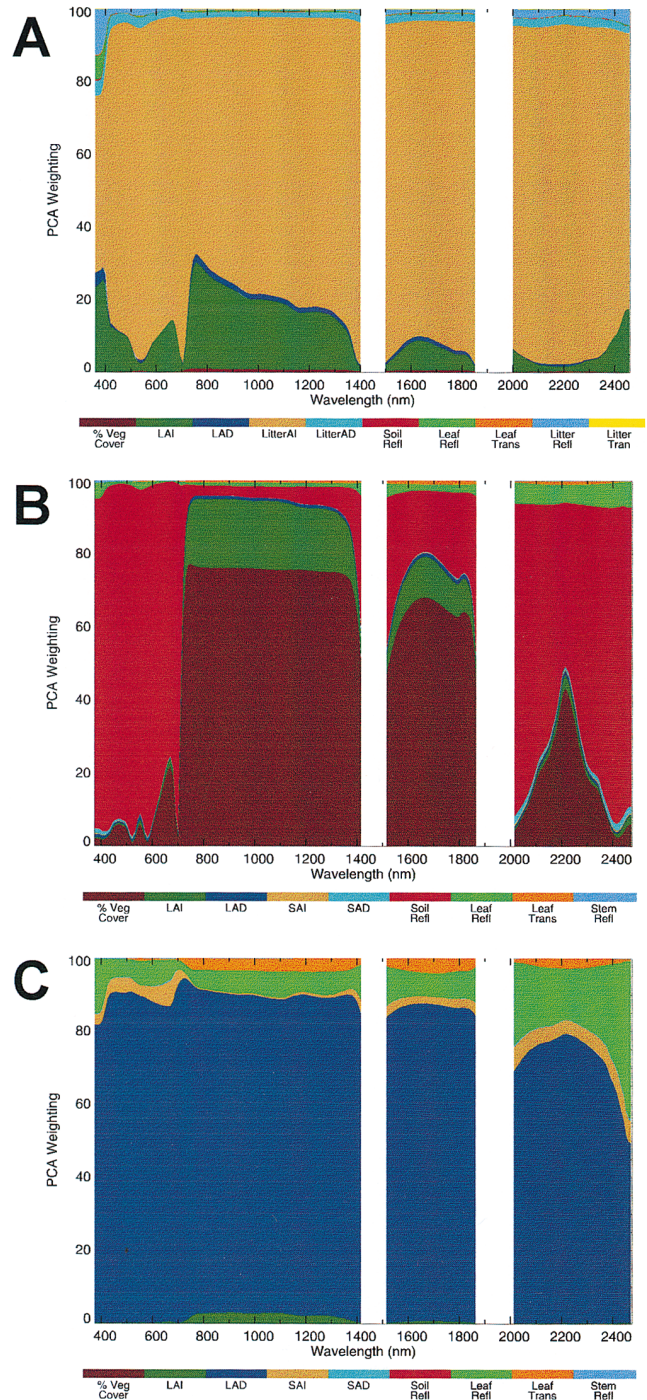 A
100
80
60
40
20
0
PCA Weighting
400 600 800 1000 1200 1400 1600 1800 2000 2200 2400
Wavelength (nm)
% Veg Cover LAI LAD LitterAI LitterAD Soil Refl Leaf Refl Leaf Trans Litter Refl Litter Tran
B
100
80
60
40
20
0
PCA Weighting
400 600 800 1000 1200 1400 1600 1800 2000 2200 2400
Wavelength (nm)
% Veg Cover LAI LAD SAI SAD Soil Refl Leaf Refl Leaf Trans Stem Refl
C
100
80
60
40
20
0
PCA Weighting
400 600 800 1000 1200 1400 1600 1800 2000 2200 2400
Wavelength (nm)
% Veg Cover LAI LAD SAI SAD Soil Refl Leaf Refl Leaf Trans Stem Refl